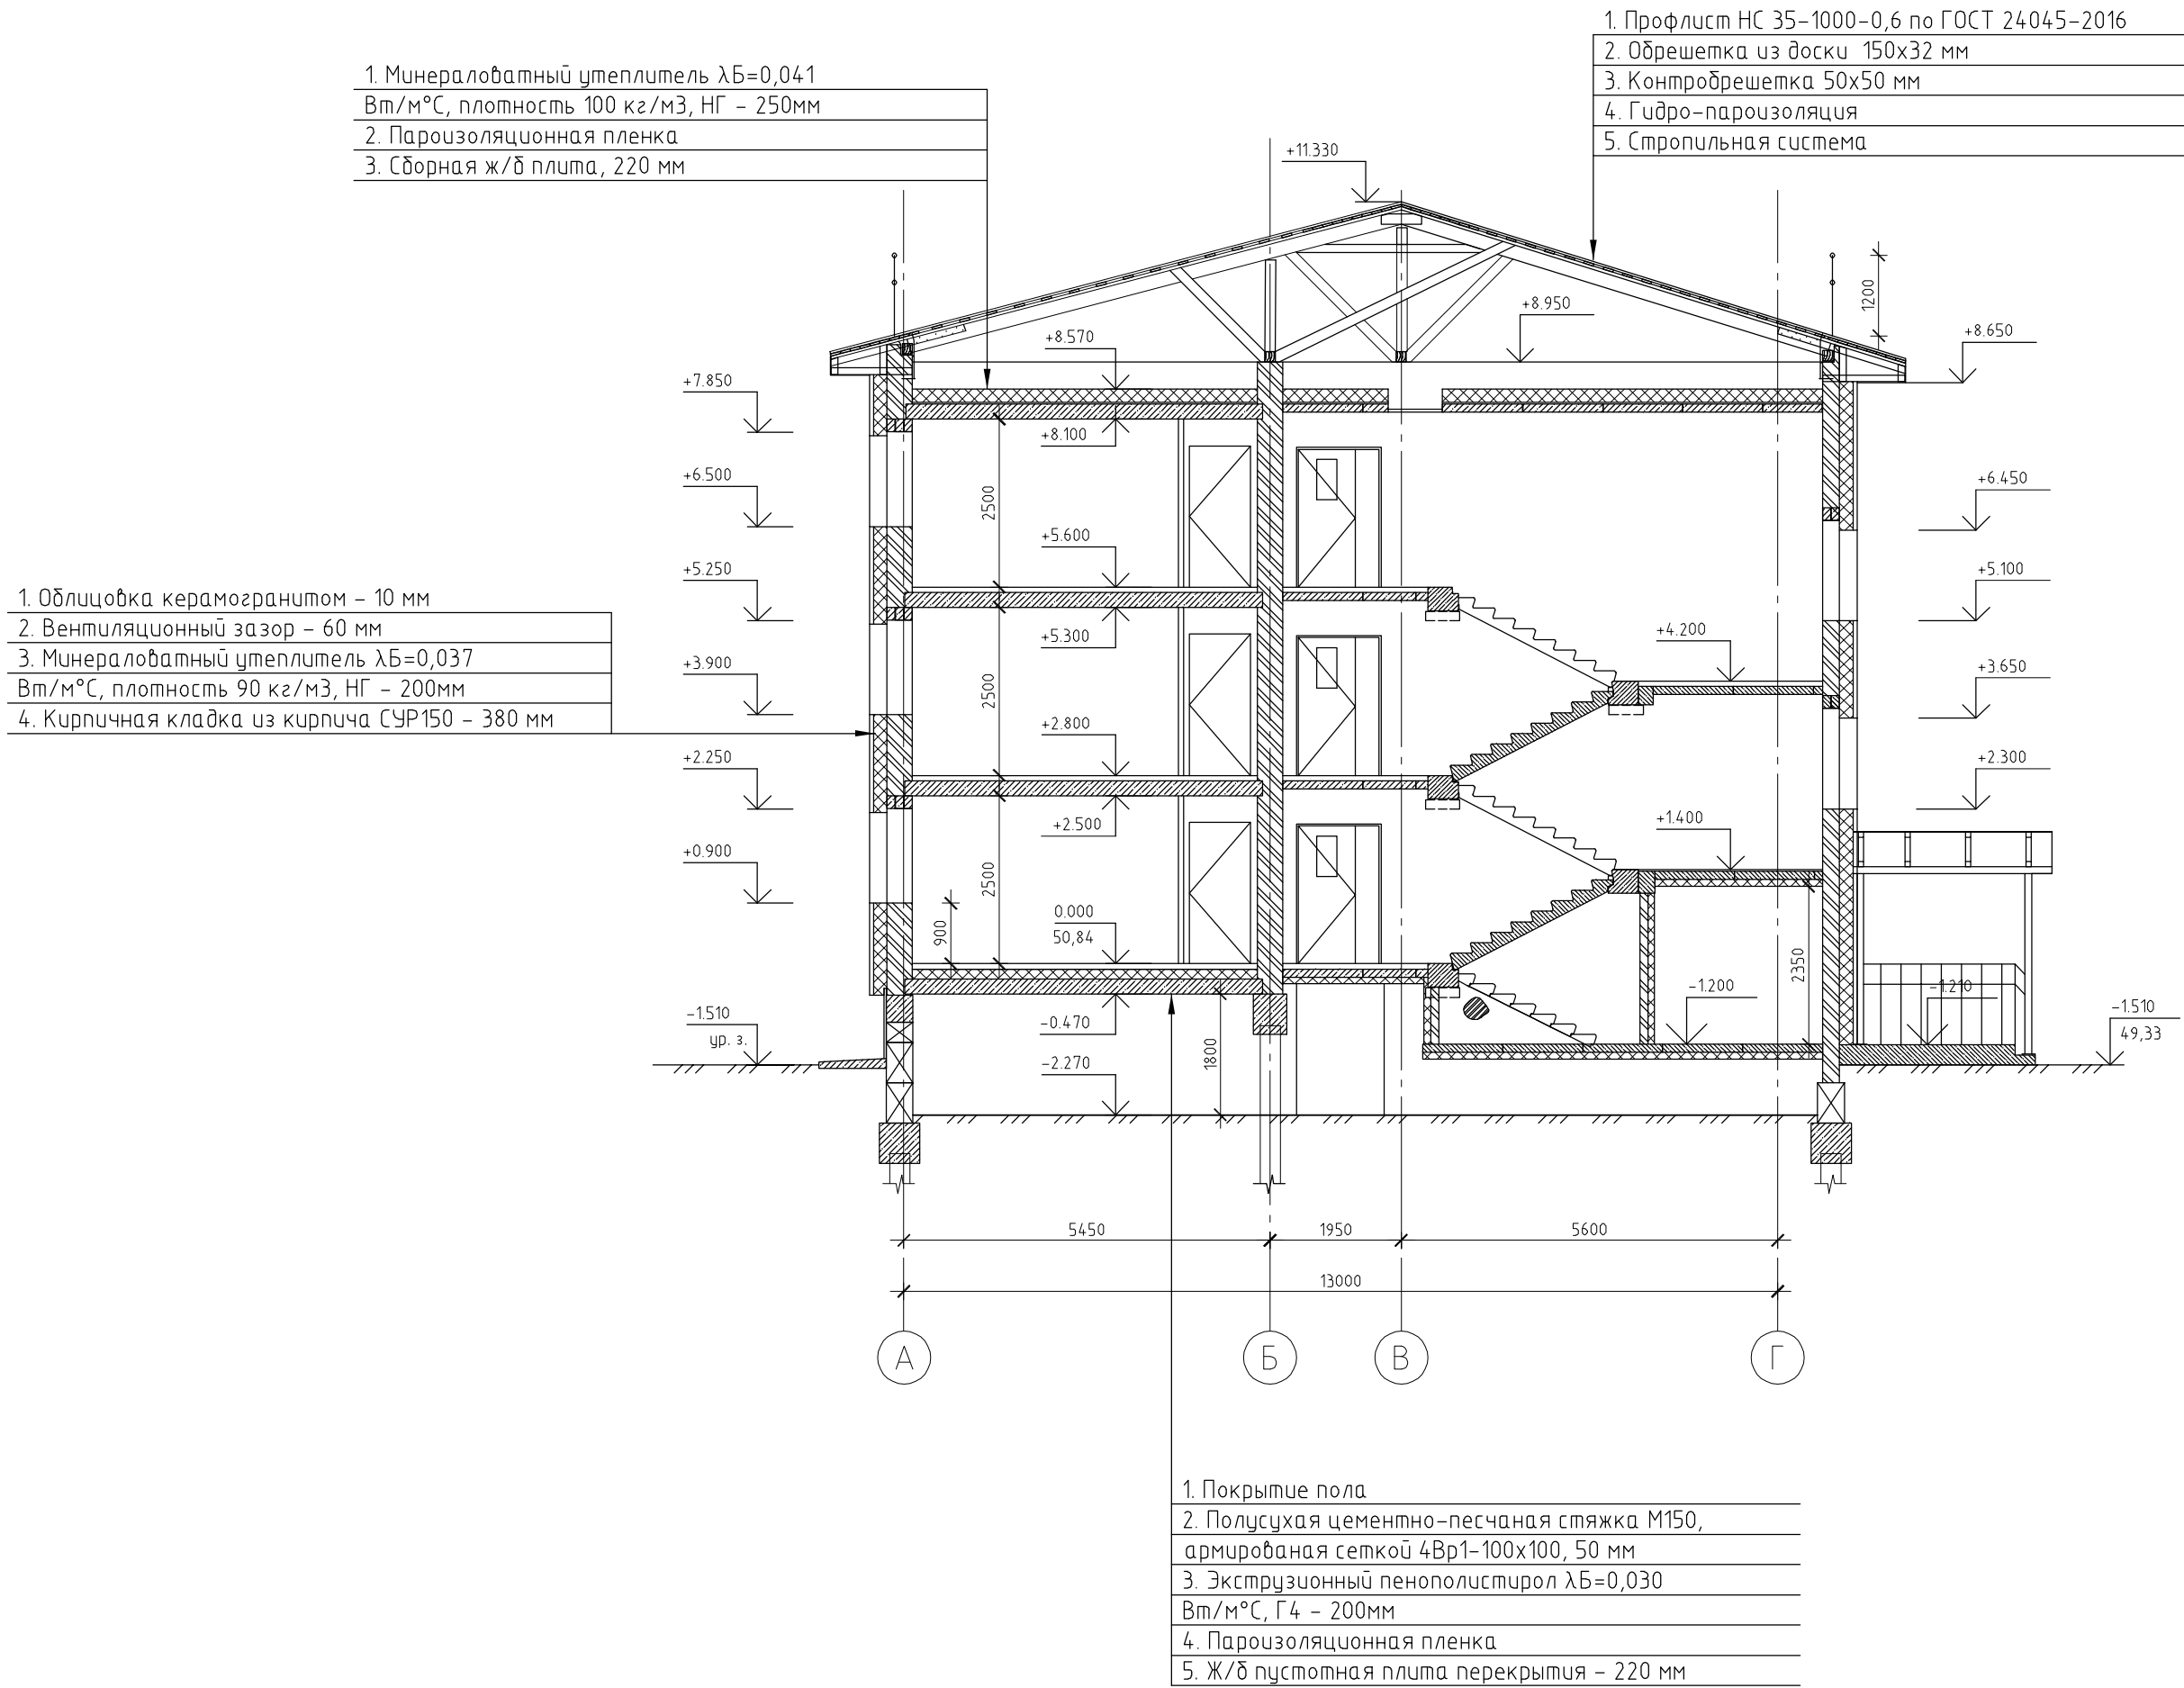 1. Профлист НС 35-1000-0,6 по ГОСТ 24045-2016
2. Обрешетка из доски 150х32 мм
3. Контробрешетка 50х50 мм
4. Гидро-пароизоляция
5. Стропильная система
1. Минераловатный утеплитель λБ=0,041
Вт/м°С, плотность 100 кг/м3, НГ - 250мм
2. Пароизоляционная пленка
3. Сборная ж/б плита, 220 мм
+11.330
+8.950
1200
+8.650
+8.570
+7.850
+8.100
+6.500
2500
+6.450
+5.600
+5.250
+5.100
1. Облицовка керамогранитом - 10 мм
2. Вентиляционный зазор - 60 мм
3. Минераловатный утеплитель λБ=0,037
Вт/м°С, плотность 90 кг/м3, НГ - 200мм
4. Кирпичная кладка из кирпича СУР150 - 380 мм
+5.300
+4.200
+3.900
2500
+3.650
+2.800
+2.250
+2.300
+2.500
+1.400
+0.900
2500
900
0.000
50,84
2350
-1.200
-1.210
-1.510
ур. з.
-0.470
-1.510
49,33
1800
-2.270
5450
1950
5600
13000
А
Б
В
Г
1. Покрытие пола
2. Полусухая цементно-песчаная стяжка М150,
армированая сеткой 4Вр1-100х100, 50 мм
3. Экструзионный пенополистирол λБ=0,030
Вт/м°С, Г4 - 200мм
4. Пароизоляционная пленка
5. Ж/б пустотная плита перекрытия - 220 мм